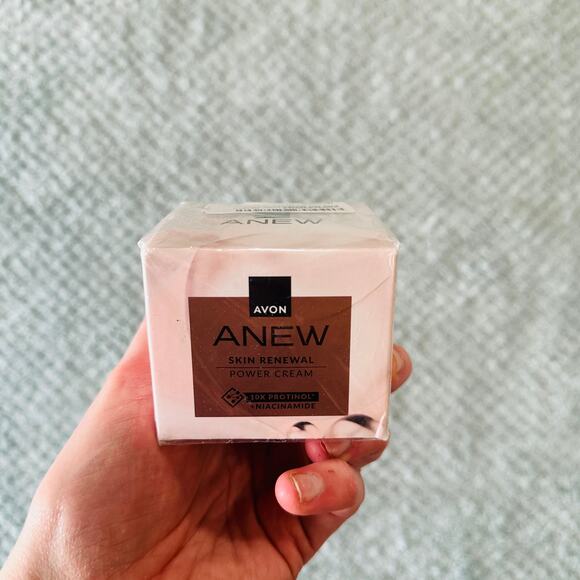 ANEW
AVON
ANEW
SKIN RENEWAL
POWER CREAM
10X PROTINOL*
+NIACINAMIDE